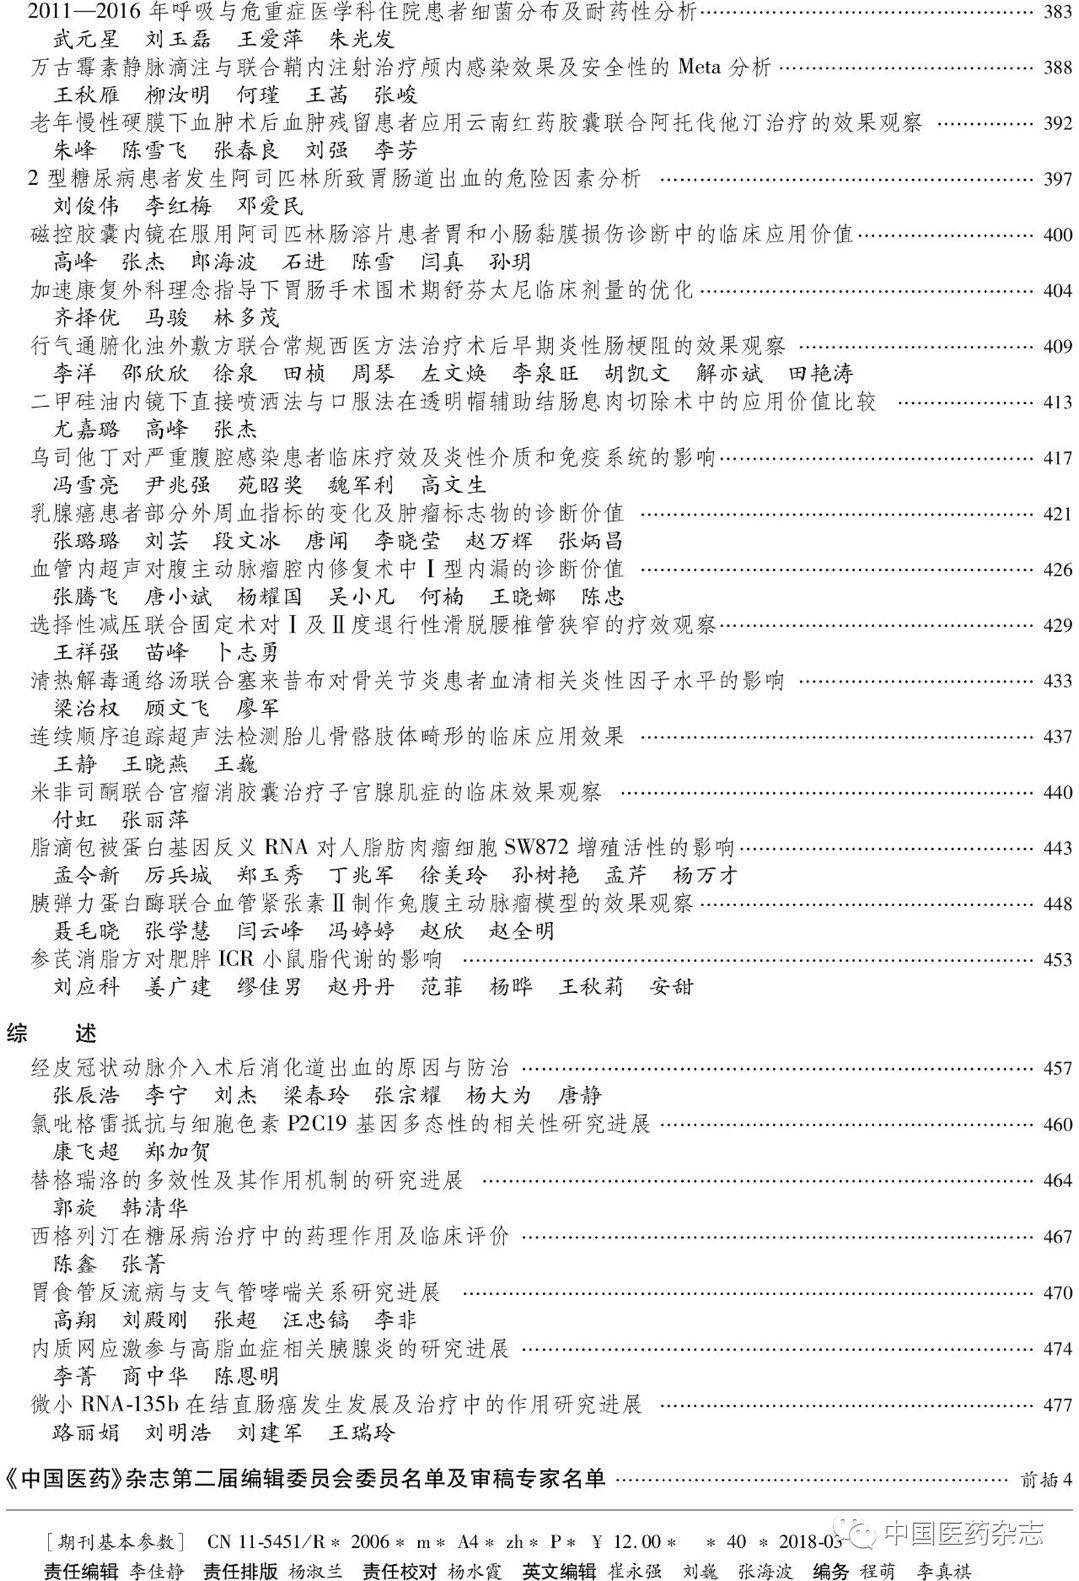 2011—2016 年呼吸与危重症医学科住院患者细菌分布及耐药性分析 …… 383
武元星 刘玉磊 王爱萍 朱光发
万古霉素静脉滴注与联合鞘内注射治疗颅内感染效果及安全性的 Meta 分析 …… 388
王秋雁 柳汝明 何瑾 王茜 张峻
老年慢性硬膜下血肿术后血肿残留患者应用云南红药胶囊联合阿托伐他汀治疗的效果观察 …… 392
朱峰 陈雪飞 张春良 刘强 李芳
2 型糖尿病患者发生阿司匹林所致胃肠道出血的危险因素分析 …… 397
刘俊伟 李红梅 邓爱民
磁控胶囊内镜在服用阿司匹林肠溶片患者胃和小肠黏膜损伤诊断中的临床应用价值 …… 400
高峰 张杰 郎海波 石进 陈雪 闫真 孙玥
加速康复外科理念指导下胃肠手术围术期舒芬太尼临床剂量的优化 …… 404
齐择优 马骏 林多茂
行气通腑化浊外敷方联合常规西医方法治疗术后早期炎性肠梗阻的效果观察 …… 409
李洋 邵欣欣 徐泉 田桢 周琴 左文焕 李泉旺 胡凯文 解亦斌 田艳涛
二甲硅油内镜下直接喷洒法与口服法在透明帽辅助结肠息肉切除术中的应用价值比较 …… 413
尤嘉璐 高峰 张杰
乌司他丁对严重腹腔感染患者临床疗效及炎性介质和免疫系统的影响 …… 417
冯雪亮 尹兆强 苑昭奖 魏军利 高文生
乳腺癌患者部分外周血指标的变化及肿瘤标志物的诊断价值 …… 421
张璐璐 刘芸 段文冰 唐闻 李晓莹 赵万辉 张炳昌
血管内超声对腹主动脉瘤腔内修复术中Ⅰ型内漏的诊断价值 …… 426
张腾飞 唐小斌 杨耀国 吴小凡 何楠 王晓娜 陈忠
选择性减压联合固定术对Ⅰ及Ⅱ度退行性滑脱腰椎管狭窄的疗效观察 …… 429
王祥强 苗峰 卜志勇
清热解毒通络汤联合塞来昔布对骨关节炎患者血清相关炎性因子水平的影响 …… 433
梁治权 顾文飞 廖军
连续顺序追踪超声法检测胎儿骨骼肢体畸形的临床应用效果 …… 437
王静 王晓燕 王巍
米非司酮联合宫瘤消胶囊治疗子宫腺肌症的临床效果观察 …… 440
付虹 张丽萍
脂滴包被蛋白基因反义 RNA 对人脂肪肉瘤细胞 SW872 增殖活性的影响 …… 443
孟令新 厉兵城 郑玉秀 丁兆军 徐美玲 孙树艳 孟芹 杨万才
胰弹力蛋白酶联合血管紧张素Ⅱ制作兔腹主动脉瘤模型的效果观察 …… 448
聂毛晓 张学慧 闫云峰 冯婷婷 赵欣 赵全明
参芪消脂方对肥胖 ICR 小鼠脂代谢的影响 …… 453
刘应科 姜广建 缪佳男 赵丹丹 范菲 杨晔 王秋莉 安甜
综 述
经皮冠状动脉介入术后消化道出血的原因与防治 …… 457
张辰浩 李宁 刘杰 梁春玲 张宗耀 杨大为 唐静
氯吡格雷抵抗与细胞色素 P2C19 基因多态性的相关性研究进展 …… 460
康飞超 郑加贺
替格瑞洛的多效性及其作用机制的研究进展 …… 464
郭旋 韩清华
西格列汀在糖尿病治疗中的药理作用及临床评价 …… 467
陈鑫 张菁
胃食管反流病与支气管哮喘关系研究进展 …… 470
高翔 刘殿刚 张超 汪忠镐 李非
内质网应激参与高脂血症相关胰腺炎的研究进展 …… 474
李菁 商中华 陈恩明
微小 RNA-135b 在结直肠癌发生发展及治疗中的作用研究进展 …… 477
路丽娟 刘明浩 刘建军 王瑞玲
《中国医药》杂志第二届编辑委员会委员名单及审稿专家名单 …… 前插 4
[期刊基本参数] CN 11-5451/R * 2006 * m * A4 * zh * P * ￥12.00 * * 40 * 2018-03
中国医药杂志
责任编辑 李佳静 责任排版 杨淑兰 责任校对 杨水霞 英文编辑 崔永强 刘巍 张海波 编务 程萌 李真祺